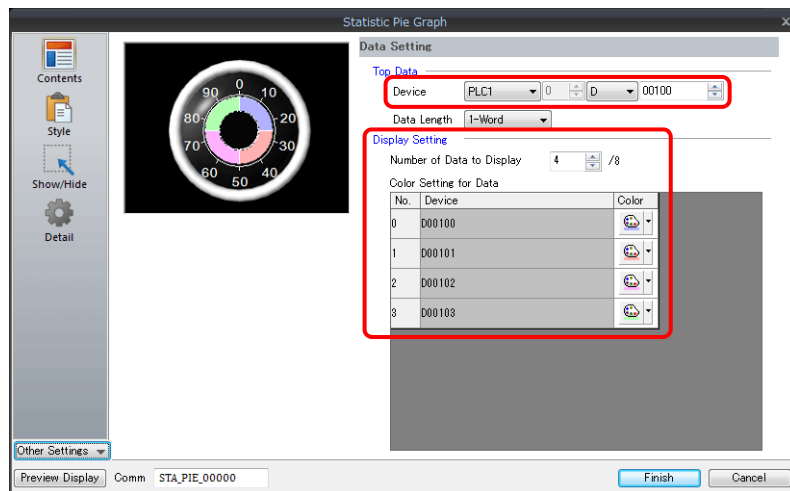 Statistic Pie Graph
x
Contents
Style
Show/Hide
Detail
Other Settings
0
10
20
30
40
50
60
70
80
90
Data Setting
Top Data
Device PLC1 0 D 00100
Data Length 1-Word
Display Setting
Number of Data to Display 4 /8
Color Setting for Data
No. Device Color
0 D00100
1 D00101
2 D00102
3 D00103
Preview Display Comm STA_PIE_00000 Finish Cancel